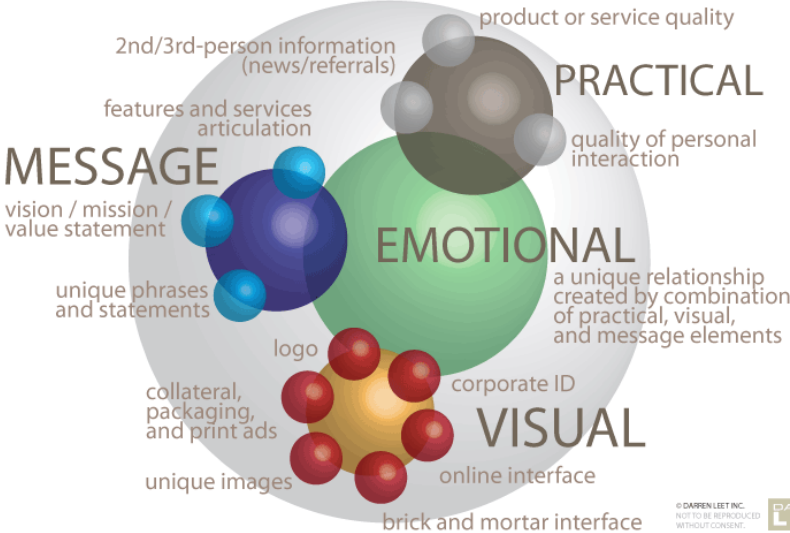 product or service quality
2nd/3rd-person information
(news/referrals)
PRACTICAL
features and services
articulation
quality of personal
interaction
MESSAGE
vision / mission /
value statement
EMOTIONAL
a unique relationship
created by combination
of practical, visual,
and message elements
unique phrases
and statements
logo
corporate ID
collateral,
packaging,
and print ads
VISUAL
unique images
online interface
brick and mortar interface
© DARREN LEET INC.
NOT TO BE REPRODUCED
WITHOUT CONSENT.